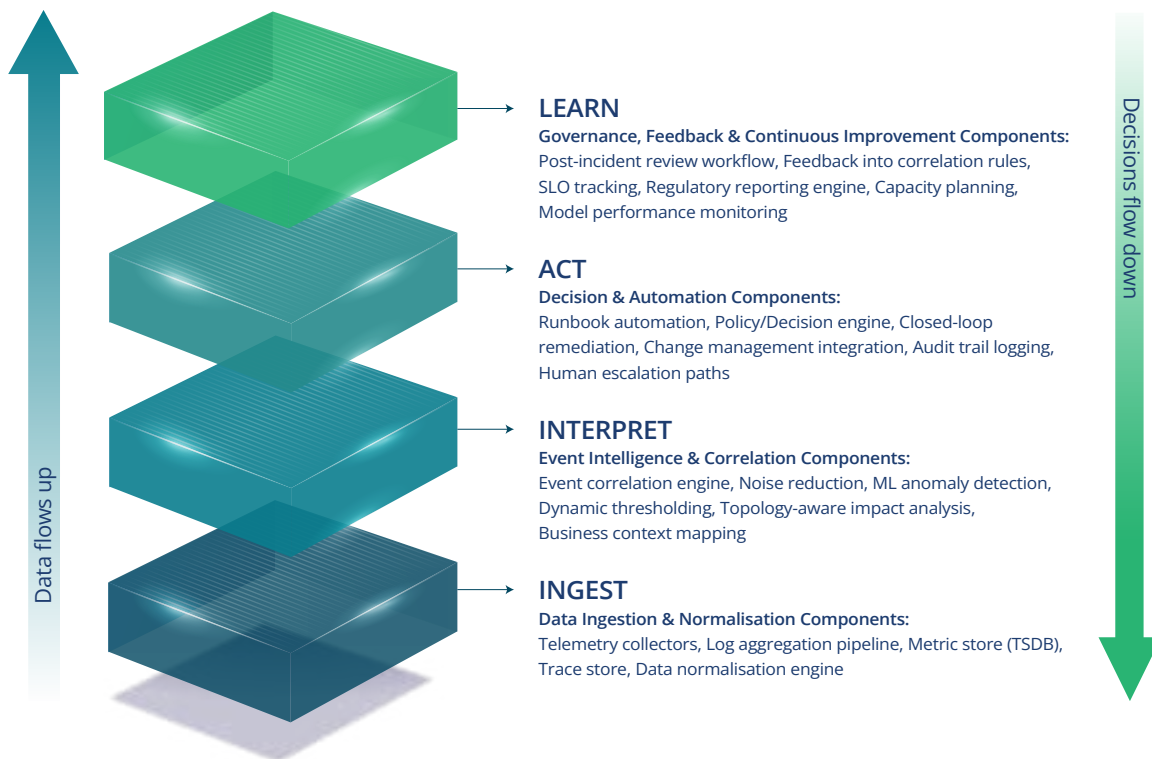 LEARN
Governance, Feedback & Continuous Improvement Components:
Post-incident review workflow, Feedback into correlation rules,
SLO tracking, Regulatory reporting engine, Capacity planning,
Model performance monitoring
ACT
Decision & Automation Components:
Runbook automation, Policy/Decision engine, Closed-loop
remediation, Change management integration, Audit trail logging,
Human escalation paths
INTERPRET
Event Intelligence & Correlation Components:
Event correlation engine, Noise reduction, ML anomaly detection,
Dynamic thresholding, Topology-aware impact analysis,
Business context mapping
INGEST
Data Ingestion & Normalisation Components:
Telemetry collectors, Log aggregation pipeline, Metric store (TSDB),
Trace store, Data normalisation engine
Data flows up
Decisions flow down